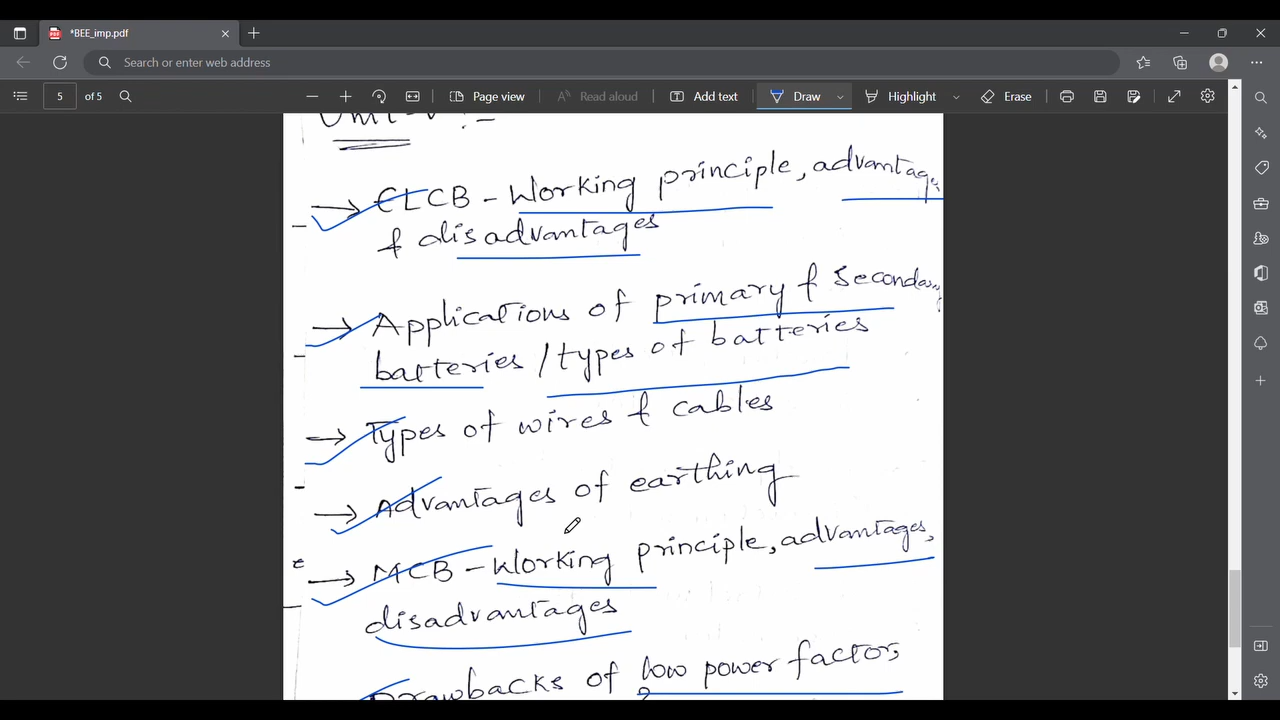 *BEE_imp.pdf
Search or enter web address
5 of 5
Page view
Read aloud
Add text
Draw
Highlight
Erase
Unit-V :-
→ ELCB - Working principle, advantages
& disadvantages
→ Applications of primary & Secondary
batteries / types of batteries
→ Types of wires & cables
→ Advantages of earthing
→ MCB - Working principle, advantages,
disadvantages
Drawbacks of low power factor,